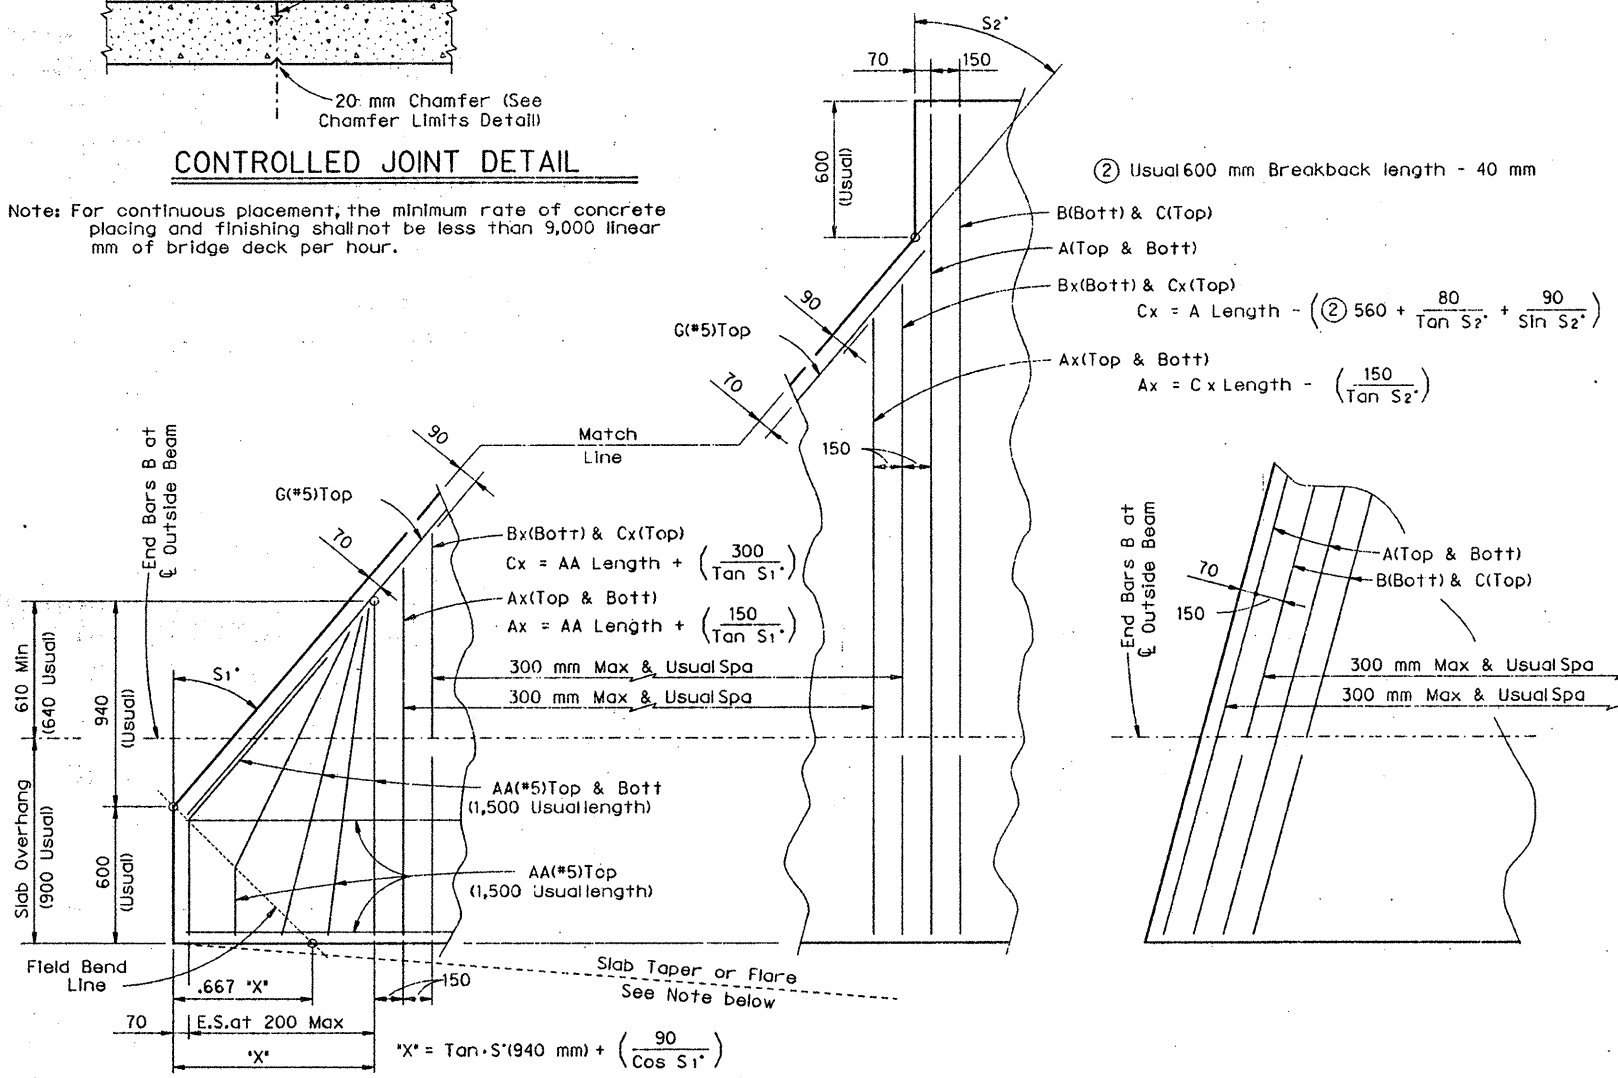 20 mm Chamfer (See
Chamfer Limits Detail)
CONTROLLED JOINT DETAIL
Note: For continuous placement, the minimum rate of concrete
placing and finishing shall not be less than 9,000 linear
mm of bridge deck per hour.
S2°
70
150
600
(Usual)
② Usual 600 mm Breakback length - 40 mm
B(Bott) & C(Top)
A(Top & Bott)
Bx(Bott) & Cx(Top)
Cx = A Length - (② 560 + 80/Tan S2° + 90/Sin S2°)
Ax(Top & Bott)
Ax = Cx Length - (150/Tan S2°)
90
G(#5)Top
70
150
Match
Line
90
G(#5)Top
70
End Bars B at
℄ Outside Beam
Bx(Bott) & Cx(Top)
Cx = AA Length + (300/Tan S1°)
Ax(Top & Bott)
Ax = AA Length + (150/Tan S1°)
300 mm Max & Usual Spa
300 mm Max & Usual Spa
S1°
610 Min
(640 Usual)
940
(Usual)
Slab Overhang
(900 Usual)
600
(Usual)
AA(#5)Top & Bott
(1,500 Usual length)
AA(#5)Top
(1,500 Usual length)
Field Bend
Line
.667 "X"
150
70
E.S.at 200 Max
"X"
"X" = Tan·S°(940 mm) + (90/Cos S1°)
Slab Taper or Flare
See Note below
End Bars B at
℄ Outside Beam
70
150
A(Top & Bott)
B(Bott) & C(Top)
300 mm Max & Usual Spa
300 mm Max & Usual Spa